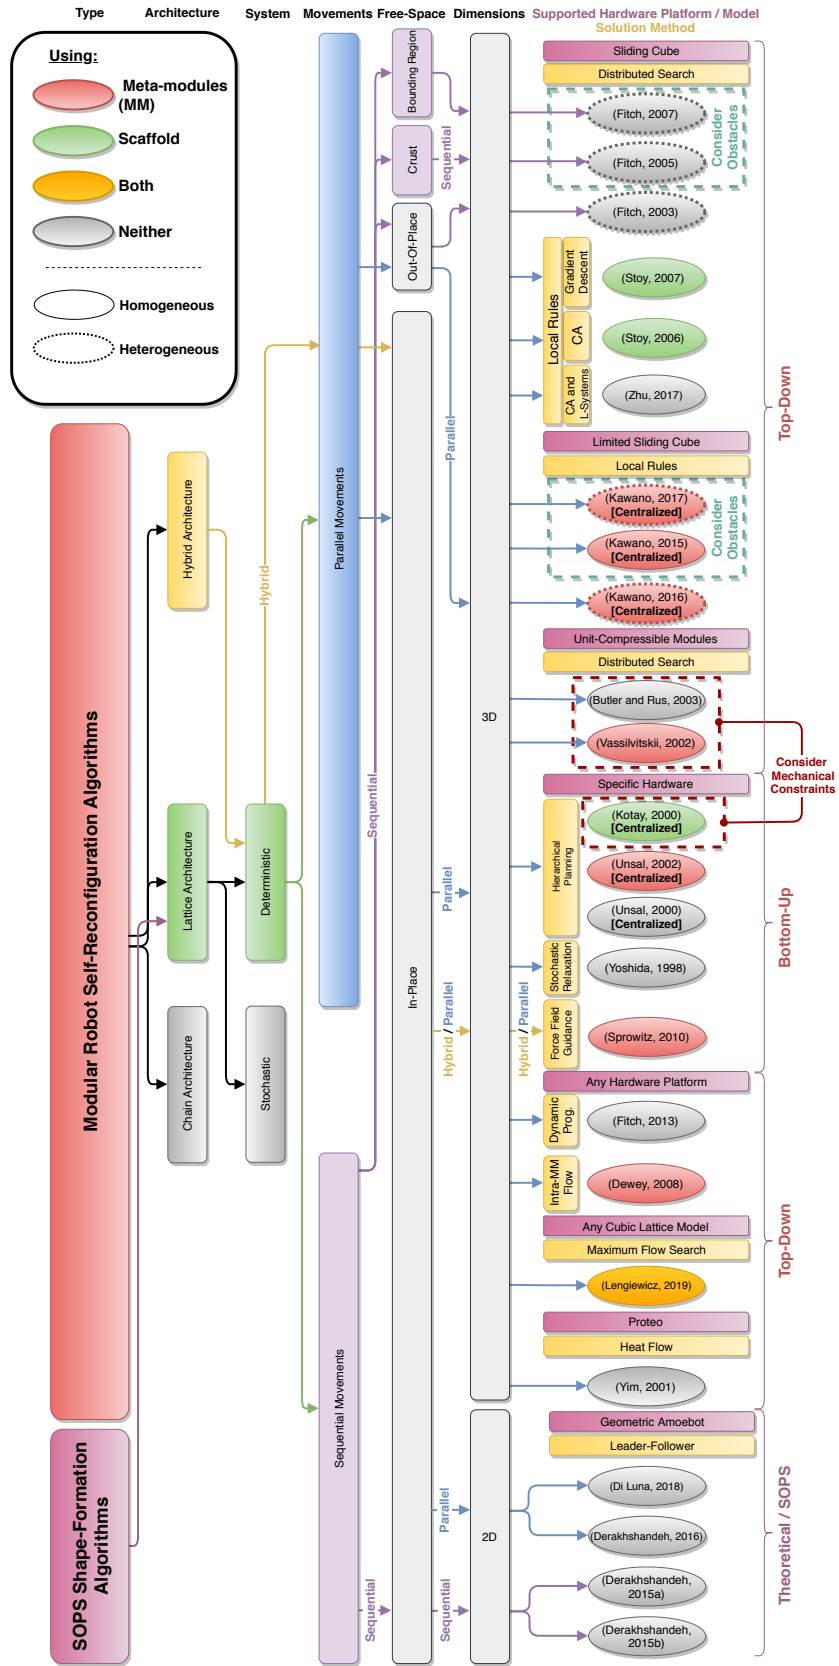 Type
Architecture
System
Movements
Free-Space
Dimensions
Supported Hardware Platform / Model
Solution Method
Using:
Meta-modules
(MM)
Scaffold
Both
Neither
Homogeneous
Heterogeneous
Modular Robot Self-Reconfiguration Algorithms
SOPS Shape-Formation
Algorithms
Hybrid Architecture
Lattice Architecture
Chain Architecture
Hybrid
Deterministic
Stochastic
Parallel Movements
Sequential Movements
Sequential
Sequential
Bounding Region
Crust
Out-Of-Place
In-Place
Sequential
Parallel
Parallel
Hybrid / Parallel
Parallel
Sequential
3D
2D
Hybrid / Parallel
Sliding Cube
Distributed Search
(Fitch, 2007)
(Fitch, 2005)
Consider
Obstacles
(Fitch, 2003)
Local Rules
Gradient
Descent
(Stoy, 2007)
CA
(Stoy, 2006)
CA and
L-Systems
(Zhu, 2017)
Limited Sliding Cube
Local Rules
(Kawano, 2017)
[Centralized]
(Kawano, 2015)
[Centralized]
Consider
Obstacles
(Kawano, 2016)
[Centralized]
Unit-Compressible Modules
Distributed Search
(Butler and Rus, 2003)
(Vassilvitskii, 2002)
Consider
Mechanical
Constraints
Specific Hardware
Hierarchical
Planning
(Kotay, 2000)
[Centralized]
(Unsal, 2002)
[Centralized]
(Unsal, 2000)
[Centralized]
Stochastic
Relaxation
(Yoshida, 1998)
Force Field
Guidance
(Sprowitz, 2010)
Any Hardware Platform
Dynamic
Prog.
(Fitch, 2013)
Intra-MM
Flow
(Dewey, 2008)
Any Cubic Lattice Model
Maximum Flow Search
(Lengiewicz, 2019)
Proteo
Heat Flow
(Yim, 2001)
Geometric Amoebot
Leader-Follower
(Di Luna, 2018)
(Derakhshandeh, 2016)
(Derakhshandeh,
2015a)
(Derakhshandeh,
2015b)
Top-Down
Bottom-Up
Top-Down
Theoretical / SOPS